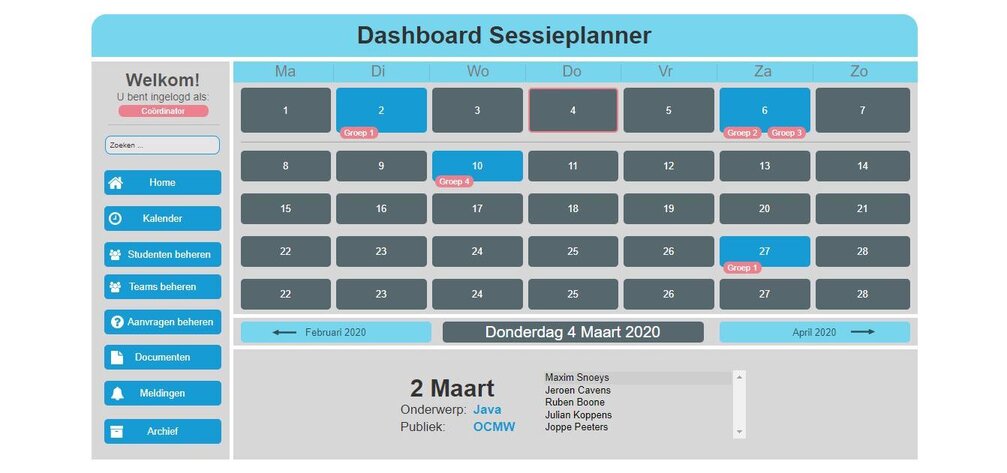 Dashboard Sessieplanner
Welkom!
U bent ingelogd als:
Coördinator
Zoeken ...
Home
Kalender
Studenten beheren
Teams beheren
Aanvragen beheren
Documenten
Meldingen
Archief
Ma Di Wo Do Vr Za Zo
1 2 3 4 5 6 7
Groep 1 Groep 2 Groep 3
8 9 10 11 12 13 14
Groep 4
15 16 17 18 19 20 21
22 23 24 25 26 27 28
Groep 1
22 23 24 25 26 27 28
Februari 2020 Donderdag 4 Maart 2020 April 2020
2 Maart
Onderwerp: Java
Publiek: OCMW
Maxim Snoeys
Jeroen Cavens
Ruben Boone
Julian Koppens
Joppe Peeters